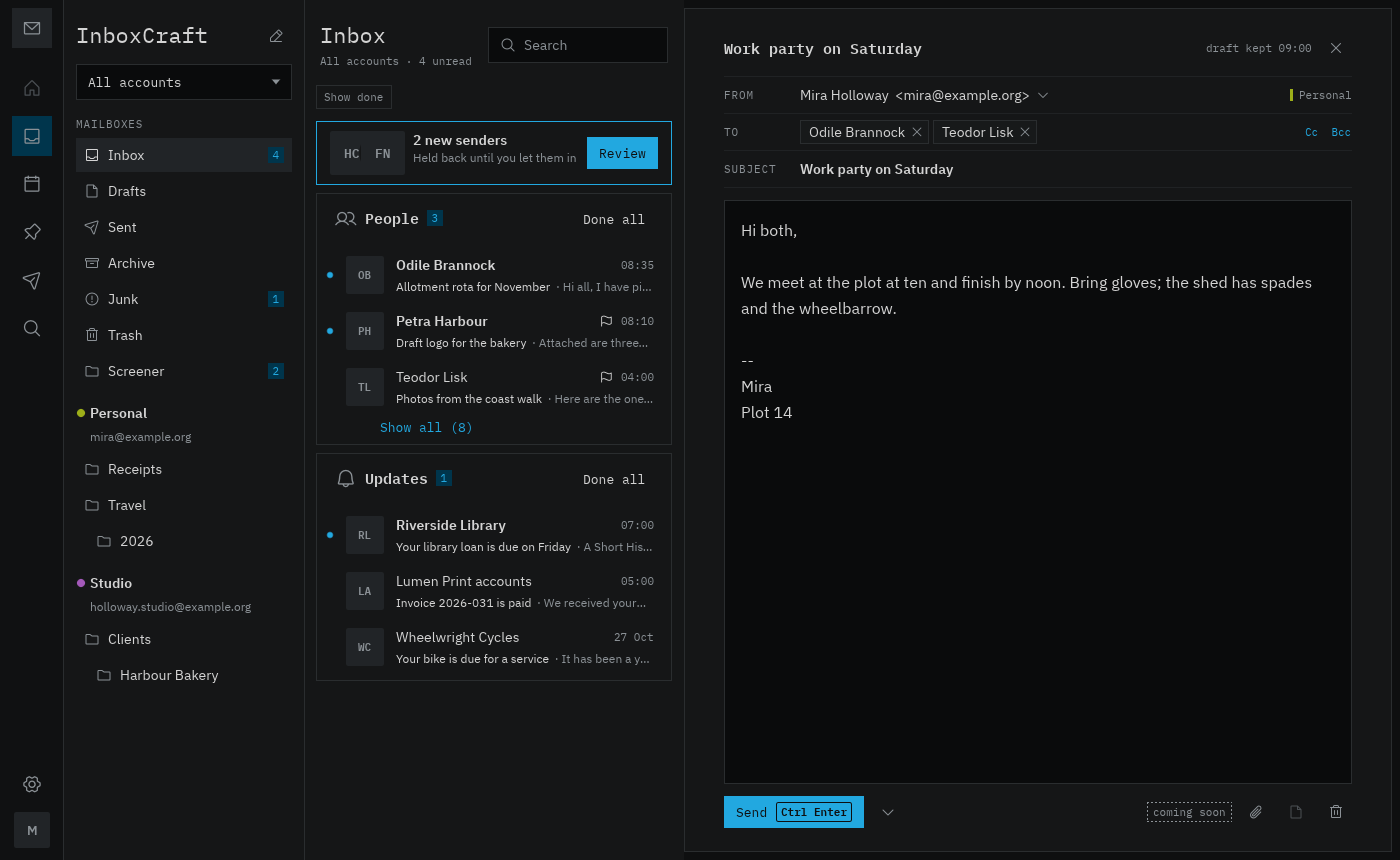 InboxCraft
All accounts
MAILBOXES
Inbox 4
Drafts
Sent
Archive
Junk 1
Trash
Screener 2
Personal
mira@example.org
Receipts
Travel
2026
Studio
holloway.studio@example.org
Clients
Harbour Bakery
M
Inbox
All accounts · 4 unread
Search
Show done
HC FN
2 new senders
Held back until you let them in
Review
People 3 Done all
OB
Odile Brannock 08:35
Allotment rota for November · Hi all, I have pi…
PH
Petra Harbour 08:10
Draft logo for the bakery · Attached are three…
TL
Teodor Lisk 04:00
Photos from the coast walk · Here are the one…
Show all (8)
Updates 1 Done all
RL
Riverside Library 07:00
Your library loan is due on Friday · A Short His…
LA
Lumen Print accounts 05:00
Invoice 2026-031 is paid · We received your…
WC
Wheelwright Cycles 27 Oct
Your bike is due for a service · It has been a y…
Work party on Saturday draft kept 09:00
FROM Mira Holloway <mira@example.org> Personal
TO Odile Brannock Teodor Lisk Cc Bcc
SUBJECT Work party on Saturday
Hi both,
We meet at the plot at ten and finish by noon. Bring gloves; the shed has spades
and the wheelbarrow.
--
Mira
Plot 14
Send Ctrl Enter
coming soon